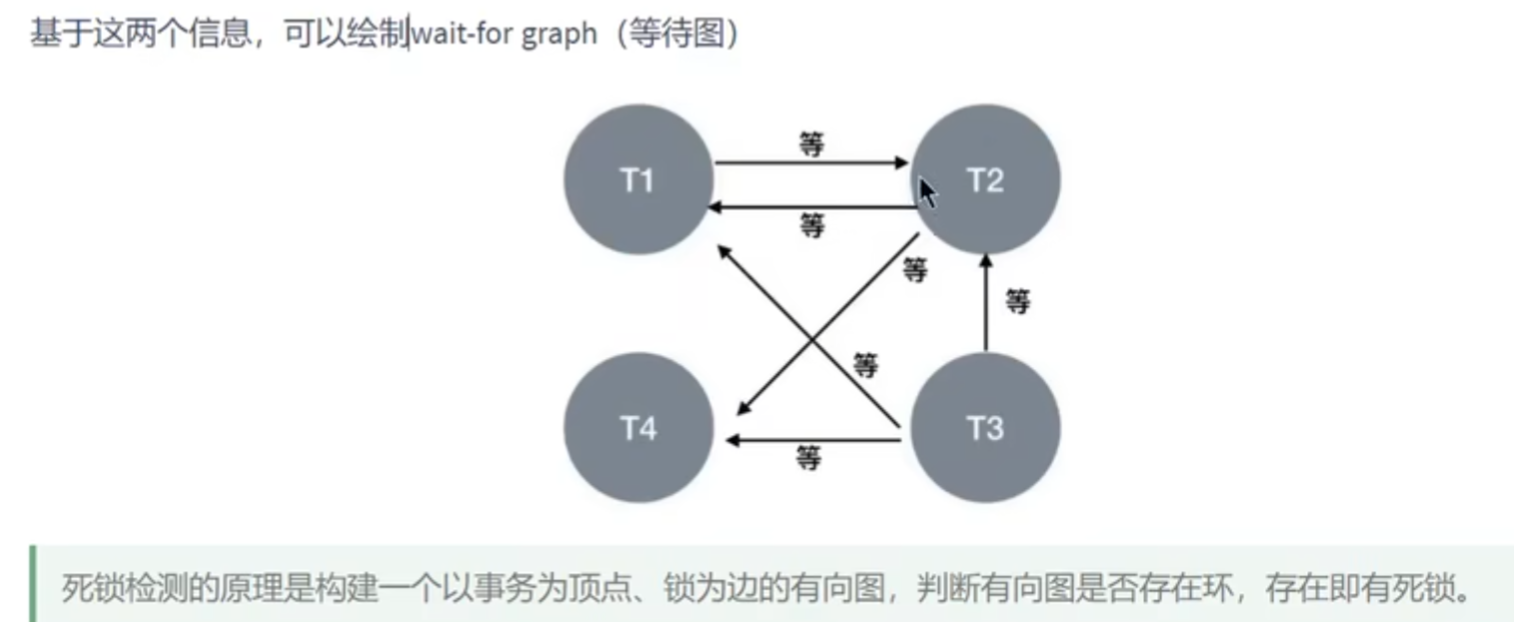 基于这两个信息，可以绘制wait-for graph（等待图）
T1
等
T2
等
等
等
等
T4
等
T3
死锁检测的原理是构建一个以事务为顶点、锁为边的有向图，判断有向图是否存在环，存在即有死锁。